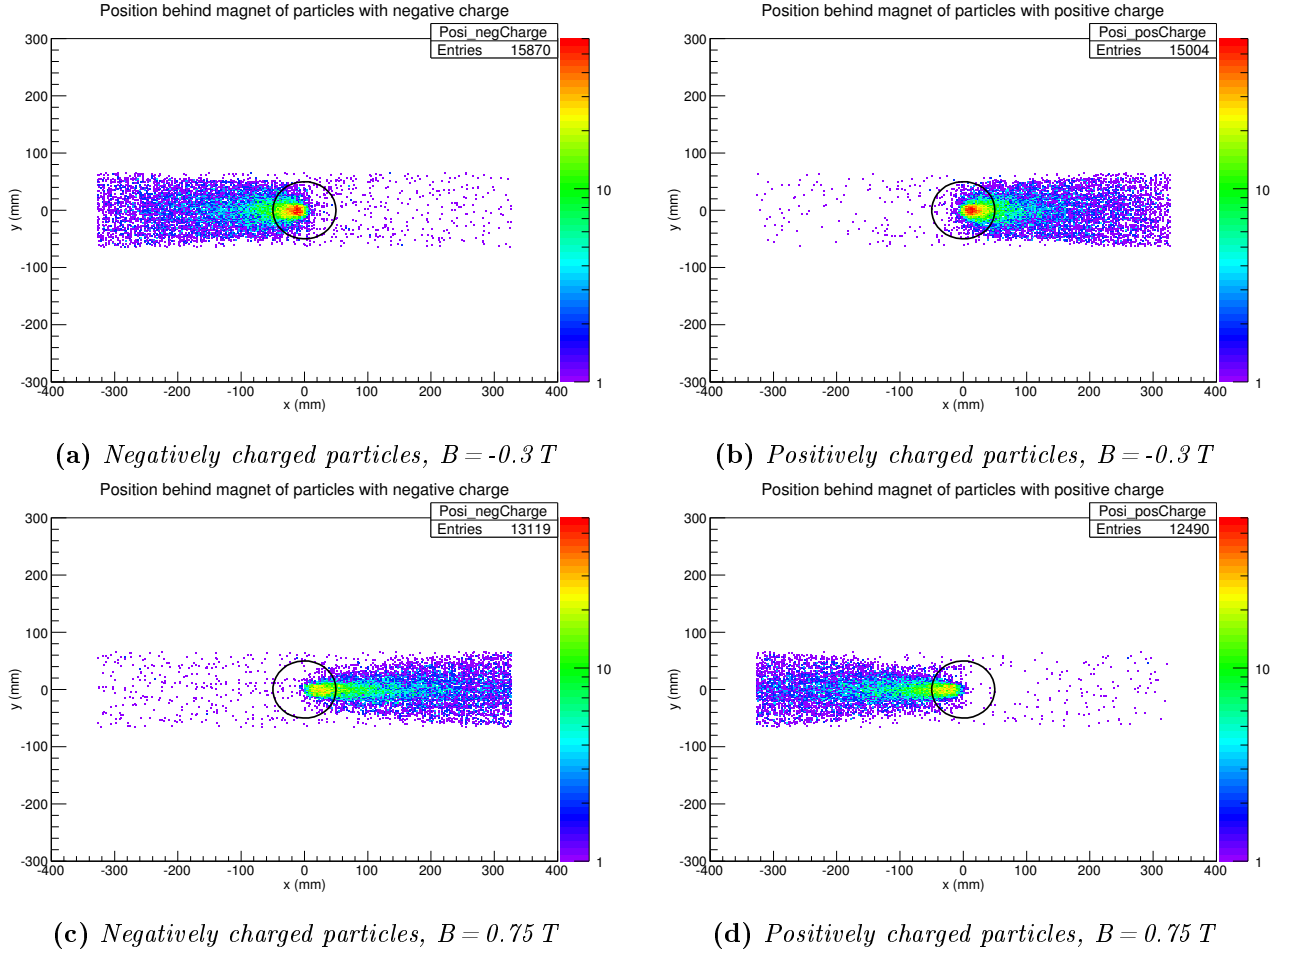 Position behind magnet of particles with negative charge
Posi_negCharge
Entries 15870
300
200
100
0
-100
-200
-300
y (mm)
-400 -300 -200 -100 0 100 200 300 400
x (mm)
10
1
(a) Negatively charged particles, B = -0.3 T
Position behind magnet of particles with positive charge
Posi_posCharge
Entries 15004
300
200
100
0
-100
-200
-300
y (mm)
-400 -300 -200 -100 0 100 200 300 400
x (mm)
10
1
(b) Positively charged particles, B = -0.3 T
Position behind magnet of particles with negative charge
Posi_negCharge
Entries 13119
300
200
100
0
-100
-200
-300
y (mm)
-400 -300 -200 -100 0 100 200 300 400
x (mm)
10
1
(c) Negatively charged particles, B = 0.75 T
Position behind magnet of particles with positive charge
Posi_posCharge
Entries 12490
300
200
100
0
-100
-200
-300
y (mm)
-400 -300 -200 -100 0 100 200 300 400
x (mm)
10
1
(d) Positively charged particles, B = 0.75 T